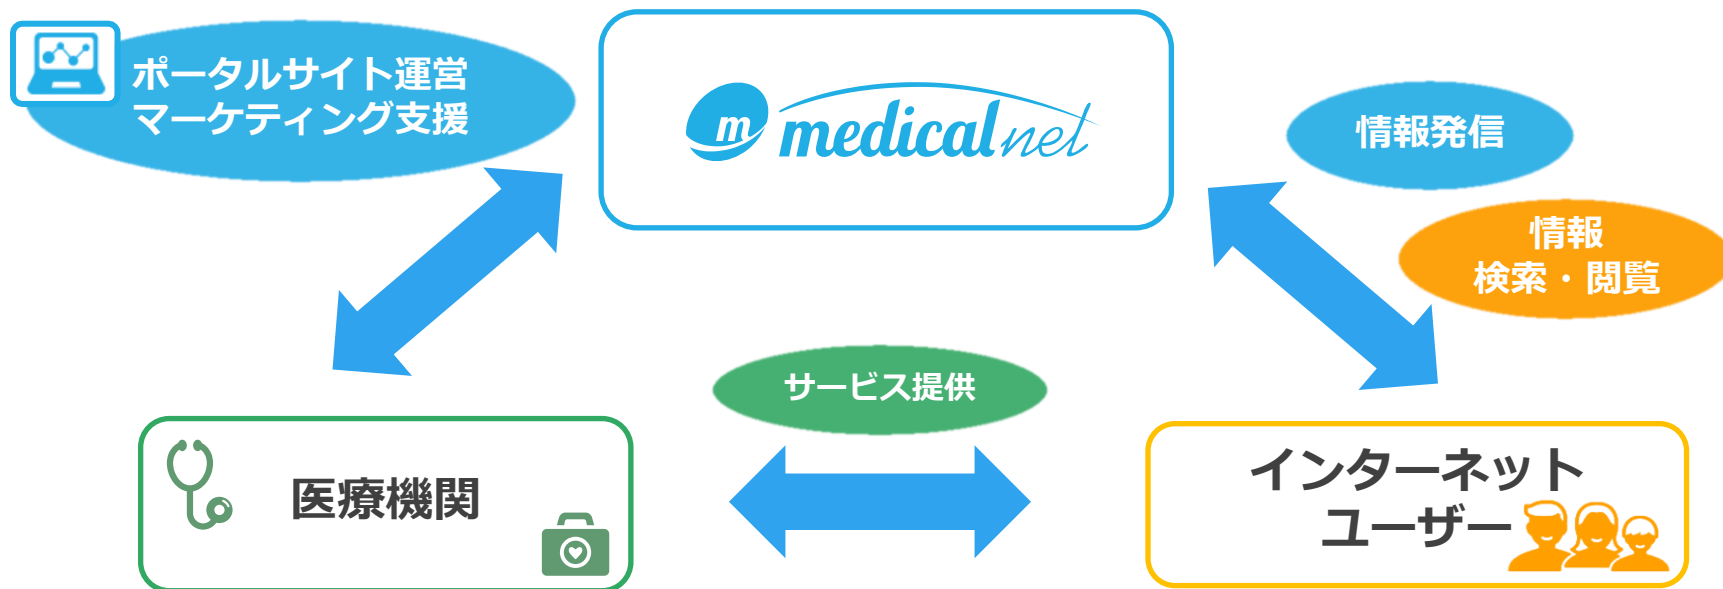 ポータルサイト運営
マーケティング支援
m medical net
情報発信
情報
検索・閲覧
サービス提供
医療機関
インターネット
ユーザー